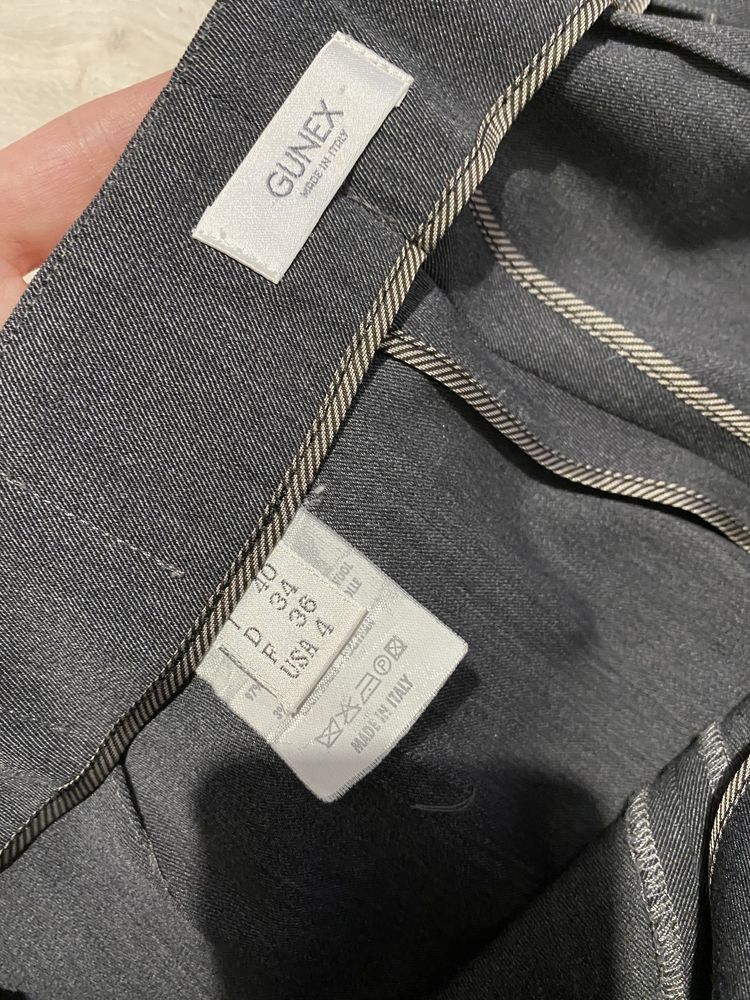 GUNEX
MADE IN ITALY
I 40
D 34
F 36
USA 4
MADE IN ITALY